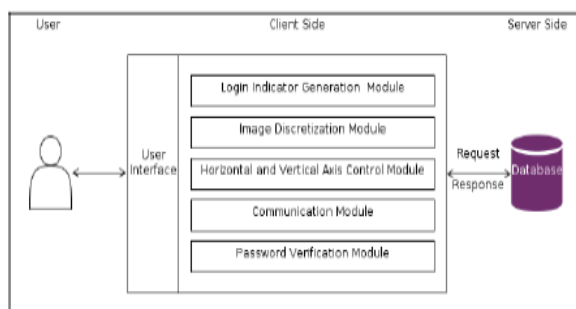 User
Client Side
Server Side
Login Indicator Generation Module
Image Discretization Module
User
Interface
Horizontal and Vertical Axis Control Module
Communication Module
Password Verification Module
Request
Response
Database